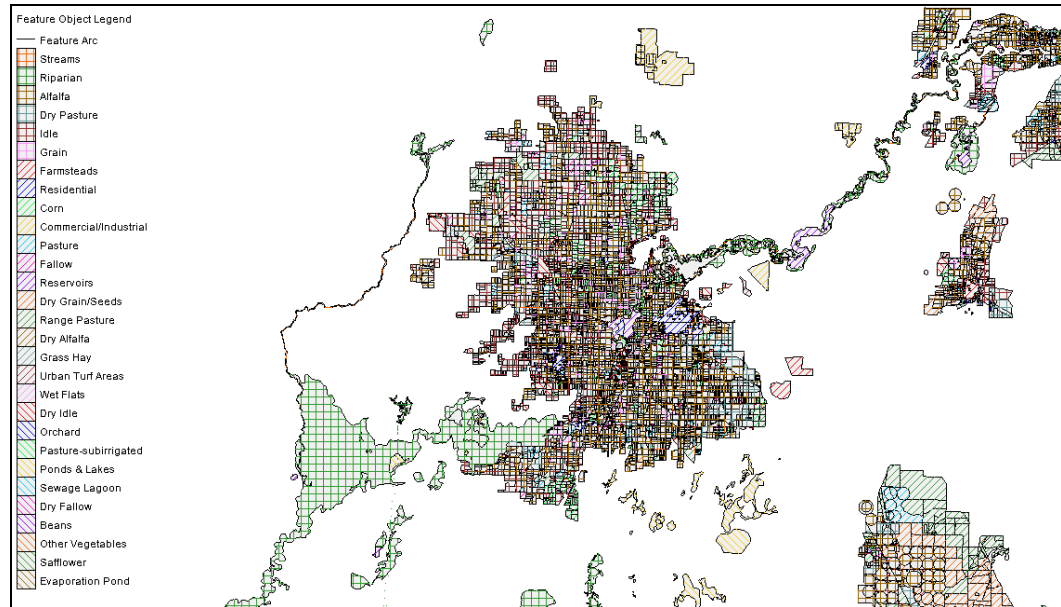 Feature Object Legend
Feature Arc
Streams
Riparian
Alfalfa
Dry Pasture
Idle
Grain
Farmsteads
Residential
Corn
Commercial/Industrial
Pasture
Fallow
Reservoirs
Dry Grain/Seeds
Range Pasture
Dry Alfalfa
Grass Hay
Urban Turf Areas
Wet Flats
Dry Idle
Orchard
Pasture-subirrigated
Ponds & Lakes
Sewage Lagoon
Dry Fallow
Beans
Other Vegetables
Safflower
Evaporation Pond